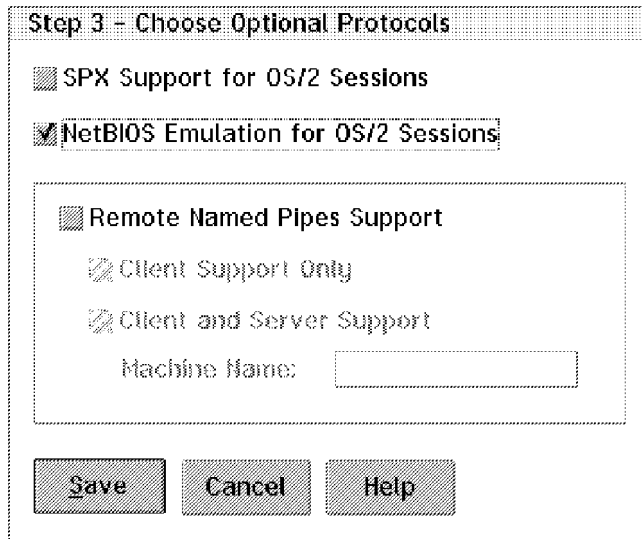 Step 3 - Choose Optional Protocols
SPX Support for OS/2 Sessions
NetBIOS Emulation for OS/2 Sessions
Remote Named Pipes Support
Client Support Only
Client and Server Support
Machine Name:
Save Cancel Help